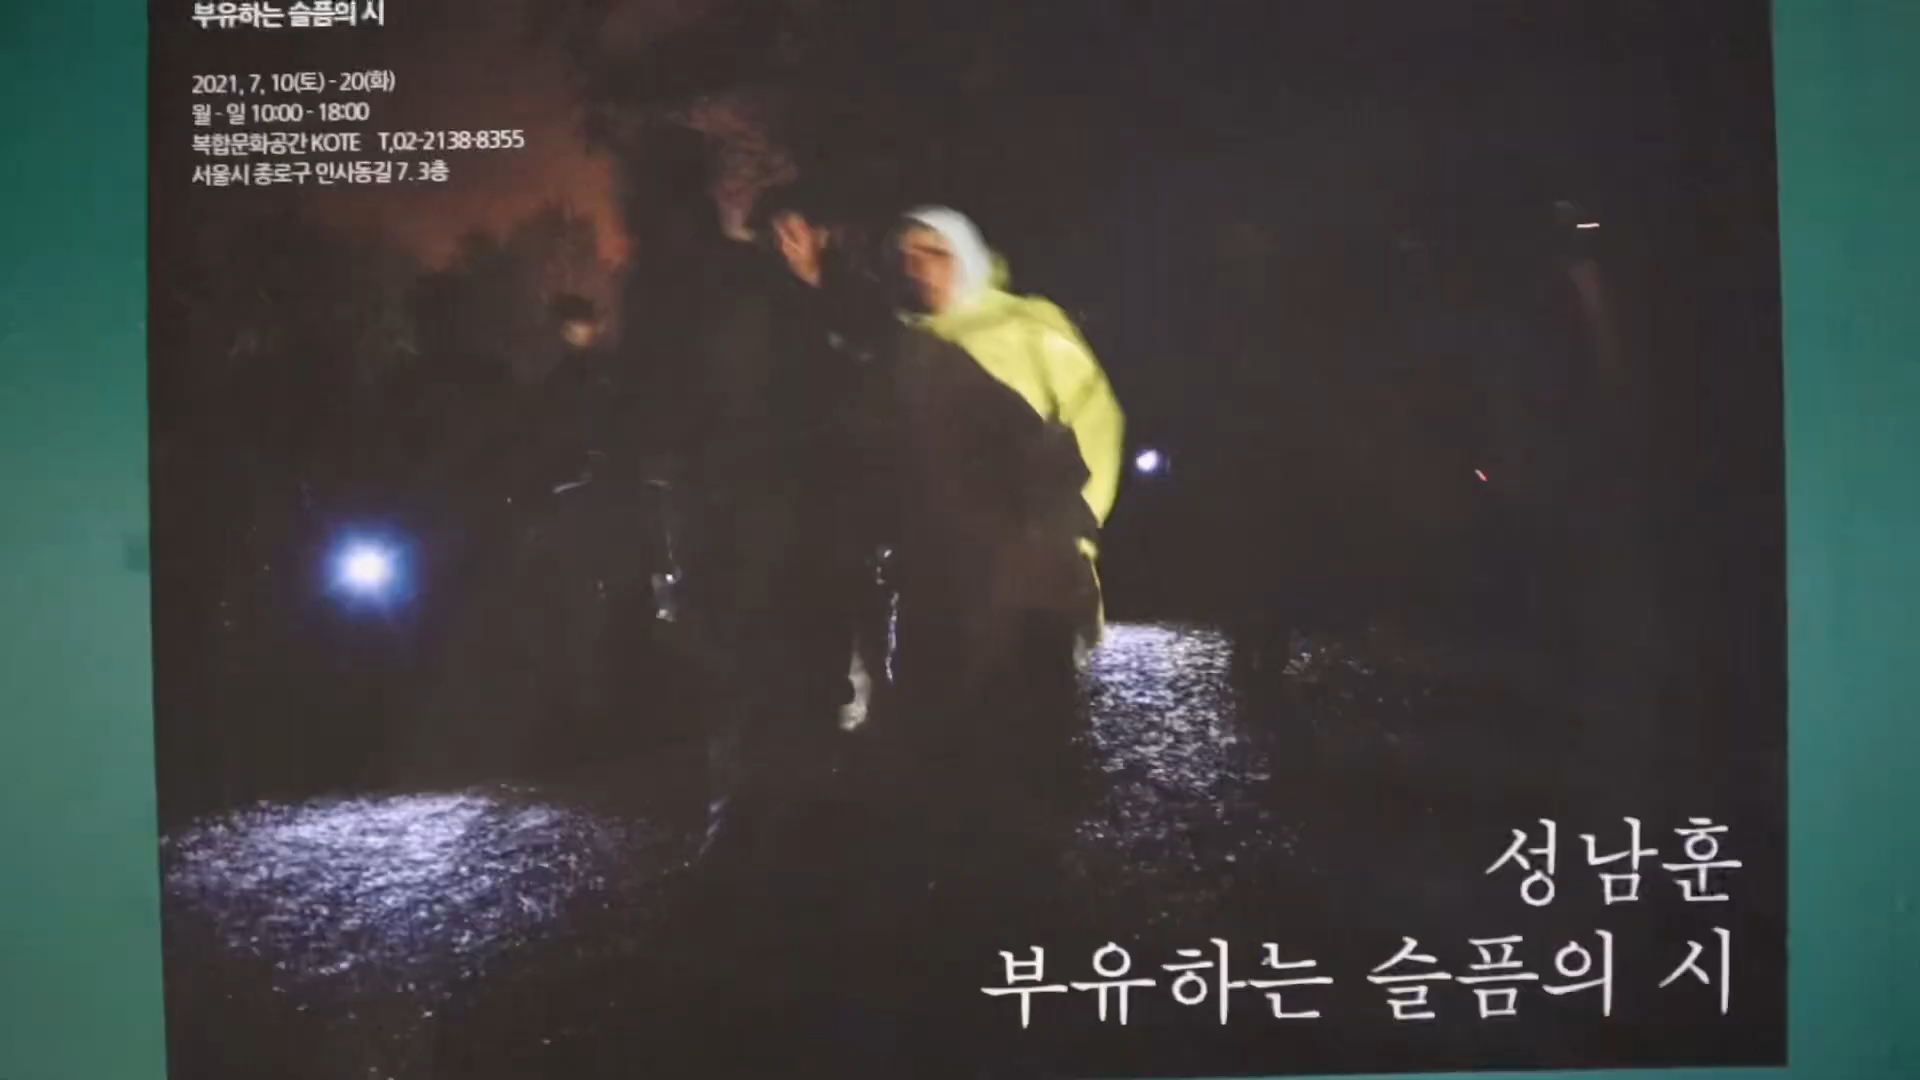 부유하는 슬픔의 시
2021, 7, 10(토) - 20(화)
월 - 일 10:00 - 18:00
복합문화공간 KOTE T,02-2138-8355
서울시 종로구 인사동길 7. 3층
성남훈
부유하는 슬픔의 시